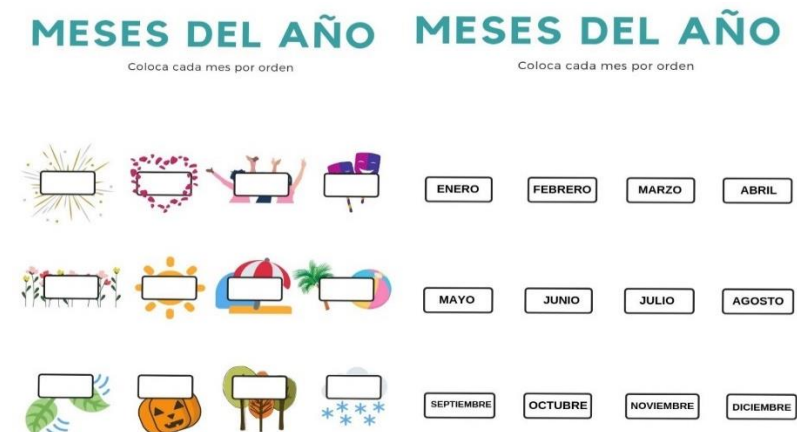 MESES DEL AÑO
Coloca cada mes por orden
MESES DEL AÑO
Coloca cada mes por orden
ENERO
FEBRERO
MARZO
ABRIL
MAYO
JUNIO
JULIO
AGOSTO
SEPTIEMBRE
OCTUBRE
NOVIEMBRE
DICIEMBRE